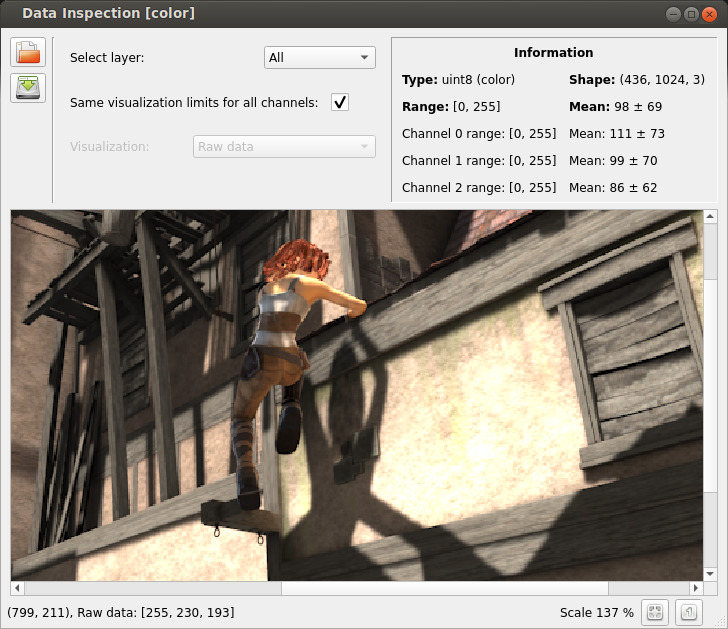 Data Inspection [color]
Select layer:
All
Same visualization limits for all channels:
Visualization:
Raw data
Information
Type: uint8 (color)
Shape: (436, 1024, 3)
Range: [0, 255]
Mean: 98 ± 69
Channel 0 range: [0, 255]
Mean: 111 ± 73
Channel 1 range: [0, 255]
Mean: 99 ± 70
Channel 2 range: [0, 255]
Mean: 86 ± 62
(799, 211), Raw data: [255, 230, 193]
Scale 137 %